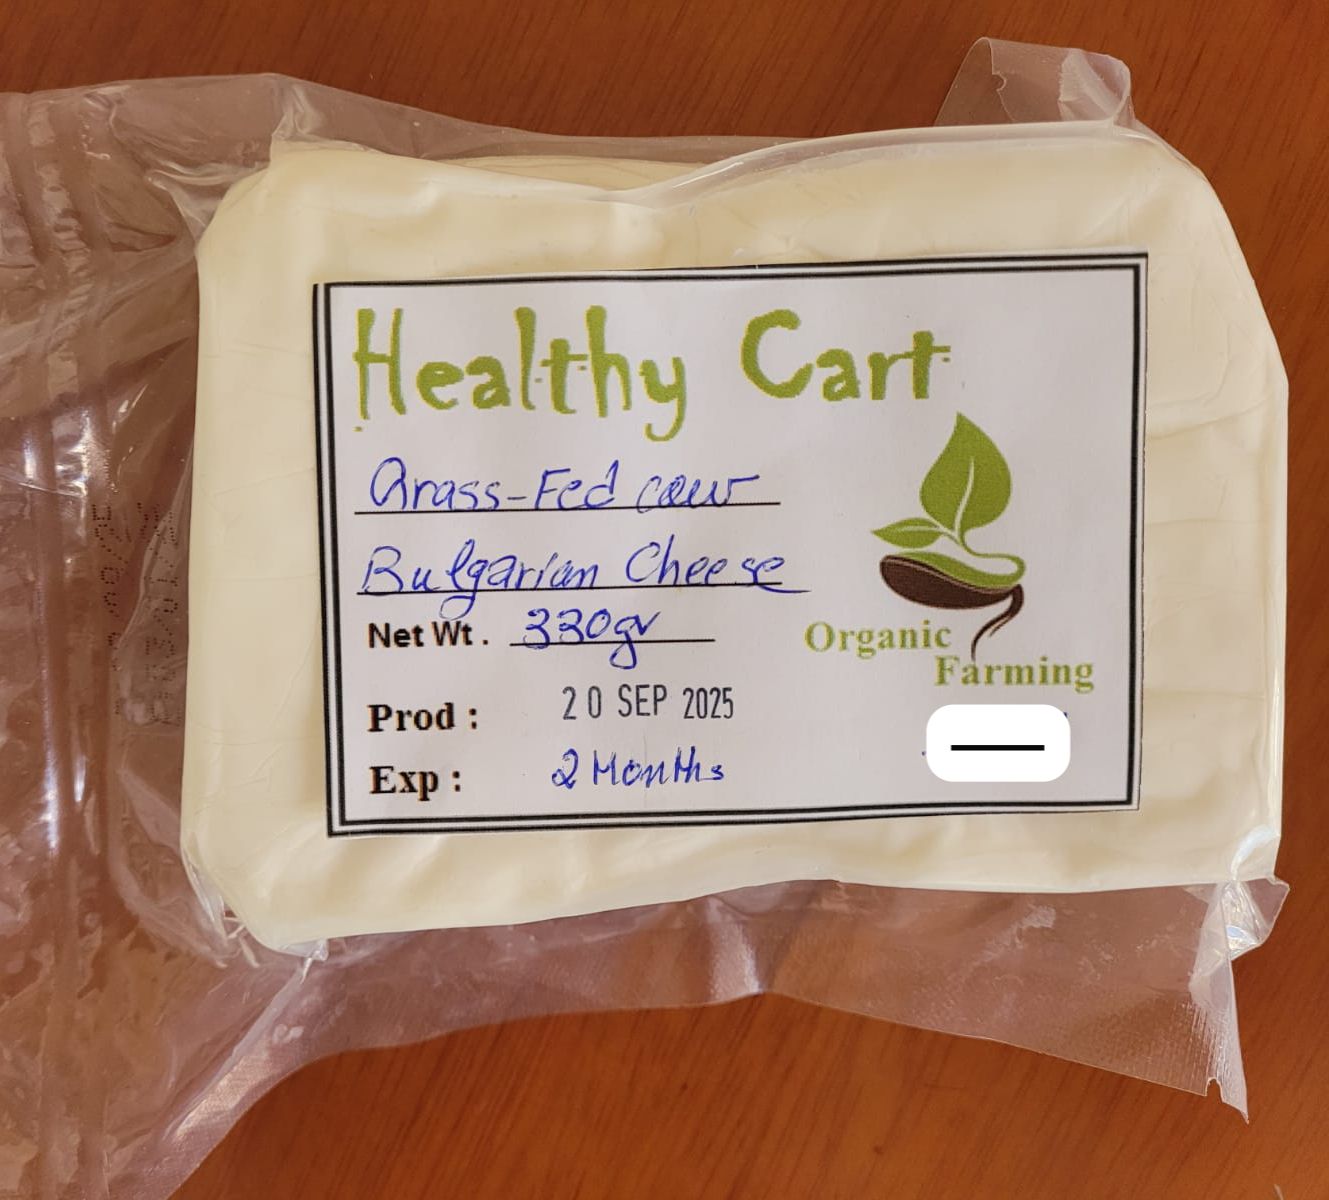 Healthy Cart
Grass-Fed cow
Bulgarian Cheese
Net Wt. 330gr
Organic
Farming
Prod : 20 SEP 2025
Exp : 2 Months